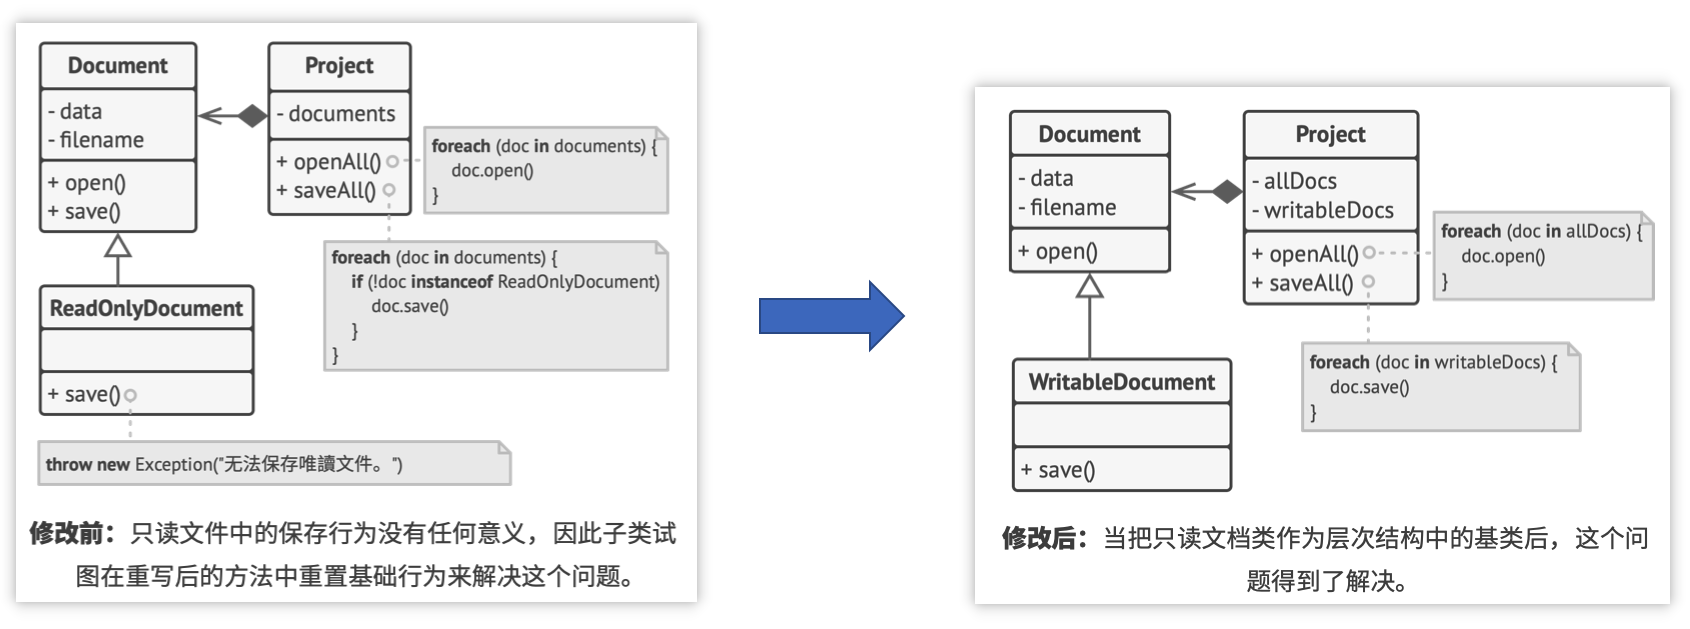 Document
- data
- filename
+ open()
+ save()
Project
- documents
+ openAll()
+ saveAll()
foreach (doc in documents) {
doc.open()
}
foreach (doc in documents) {
if (!doc instanceof ReadOnlyDocument)
doc.save()
}
}
ReadOnlyDocument
+ save()
throw new Exception("无法保存唯讀文件。")
修改前：只读文件中的保存行为没有任何意义，因此子类试
图在重写后的方法中重置基础行为来解决这个问题。
Document
- data
- filename
+ open()
Project
- allDocs
- writableDocs
+ openAll()
+ saveAll()
foreach (doc in allDocs) {
doc.open()
}
foreach (doc in writableDocs) {
doc.save()
}
WritableDocument
+ save()
修改后：当把只读文档类作为层次结构中的基类后，这个问
题得到了解决。